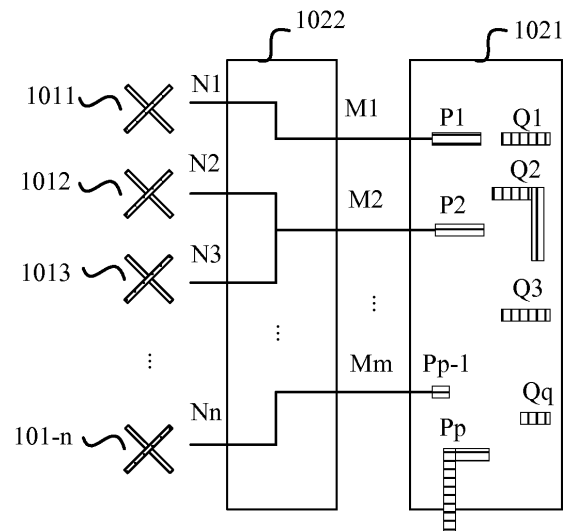 1022
1021
1011
N1
M1
P1
Q1
1012
N2
M2
P2
Q2
1013
N3
Q3
⋮
⋮
⋮
Mm
Pp-1
Qq
101-n
Nn
Pp